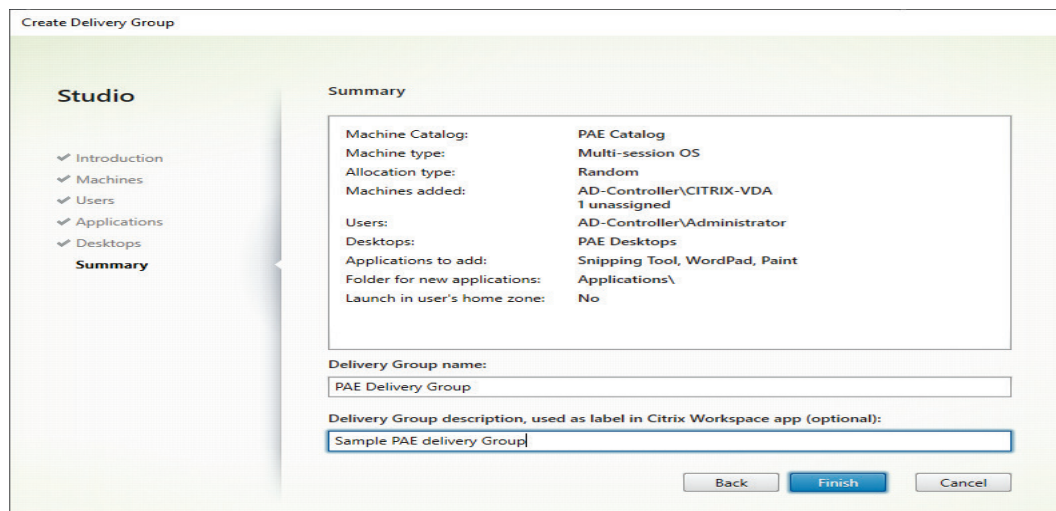 Create Delivery Group
Studio
Introduction
Machines
Users
Applications
Desktops
Summary
Summary
Machine Catalog: PAE Catalog
Machine type: Multi-session OS
Allocation type: Random
Machines added: AD-Controller\CITRIX-VDA
1 unassigned
Users: AD-Controller\Administrator
Desktops: PAE Desktops
Applications to add: Snipping Tool, WordPad, Paint
Folder for new applications: Applications\
Launch in user's home zone: No
Delivery Group name:
PAE Delivery Group
Delivery Group description, used as label in Citrix Workspace app (optional):
Sample PAE delivery Group
Back Finish Cancel